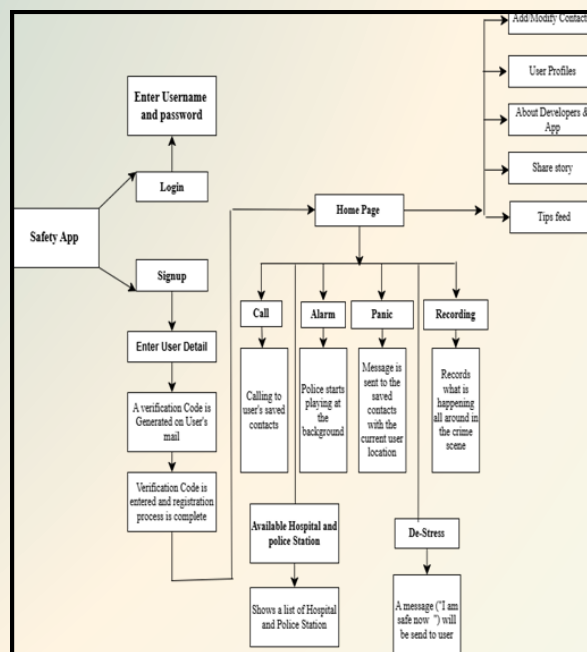 Add/Modify Contact
User Profiles
About Developers &
App
Share story
Tips feed
Enter Username
and password
Login
Safety App
Signup
Enter User Detail
A verification Code is
Generated on User's
mail
Verification Code is
entered and registration
process is complete
Home Page
Call
Alarm
Panic
Recording
Calling to
user's saved
contacts
Police starts
playing at
the
background
Message is
sent to the
saved
contacts
with the
current user
location
Records
what is
happening
all around in
the crime
scene
Available Hospital and
police Station
De-Stress
Shows a list of Hospital
and Police Station
A message ("I am
safe now ") will
be send to user